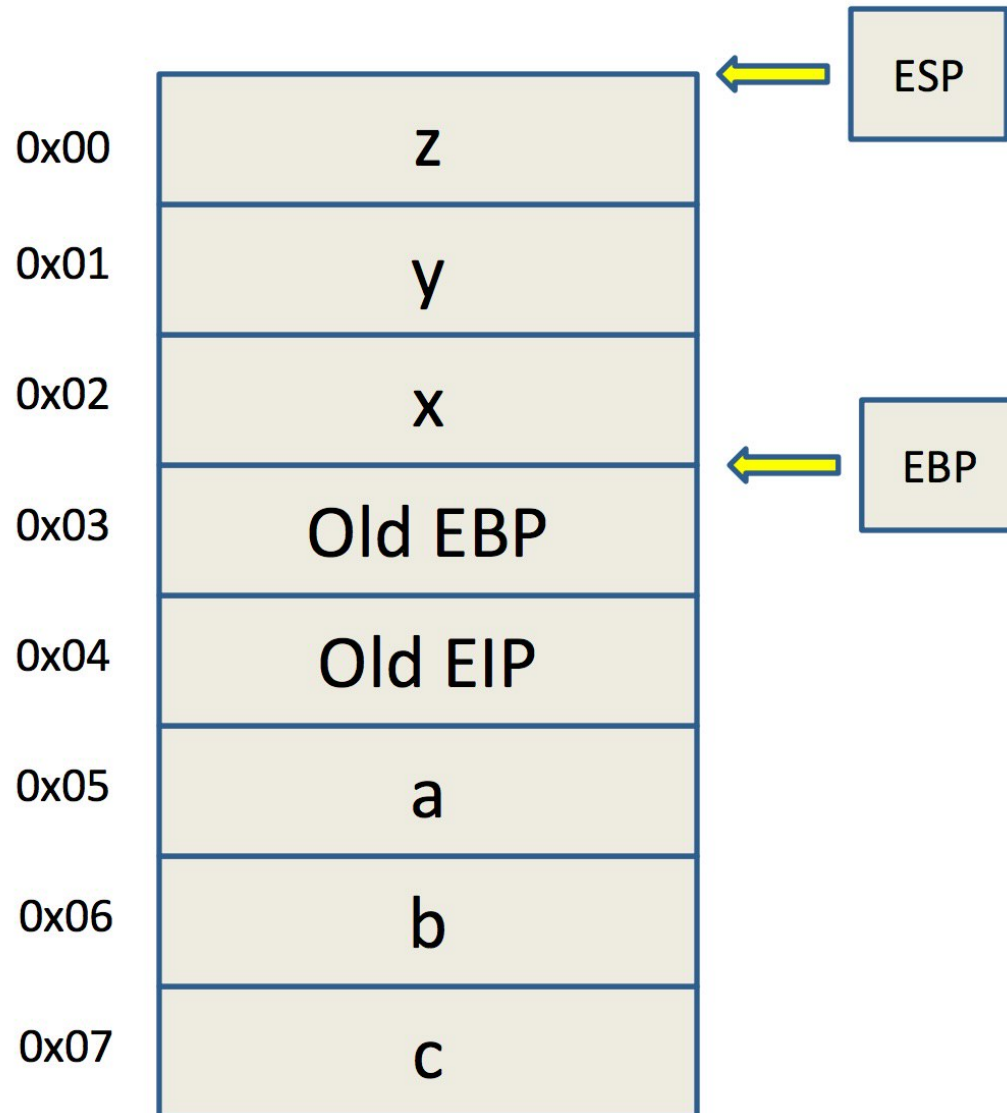 ESP
0x00 z
0x01 y
0x02 x
EBP
0x03 Old EBP
0x04 Old EIP
0x05 a
0x06 b
0x07 c